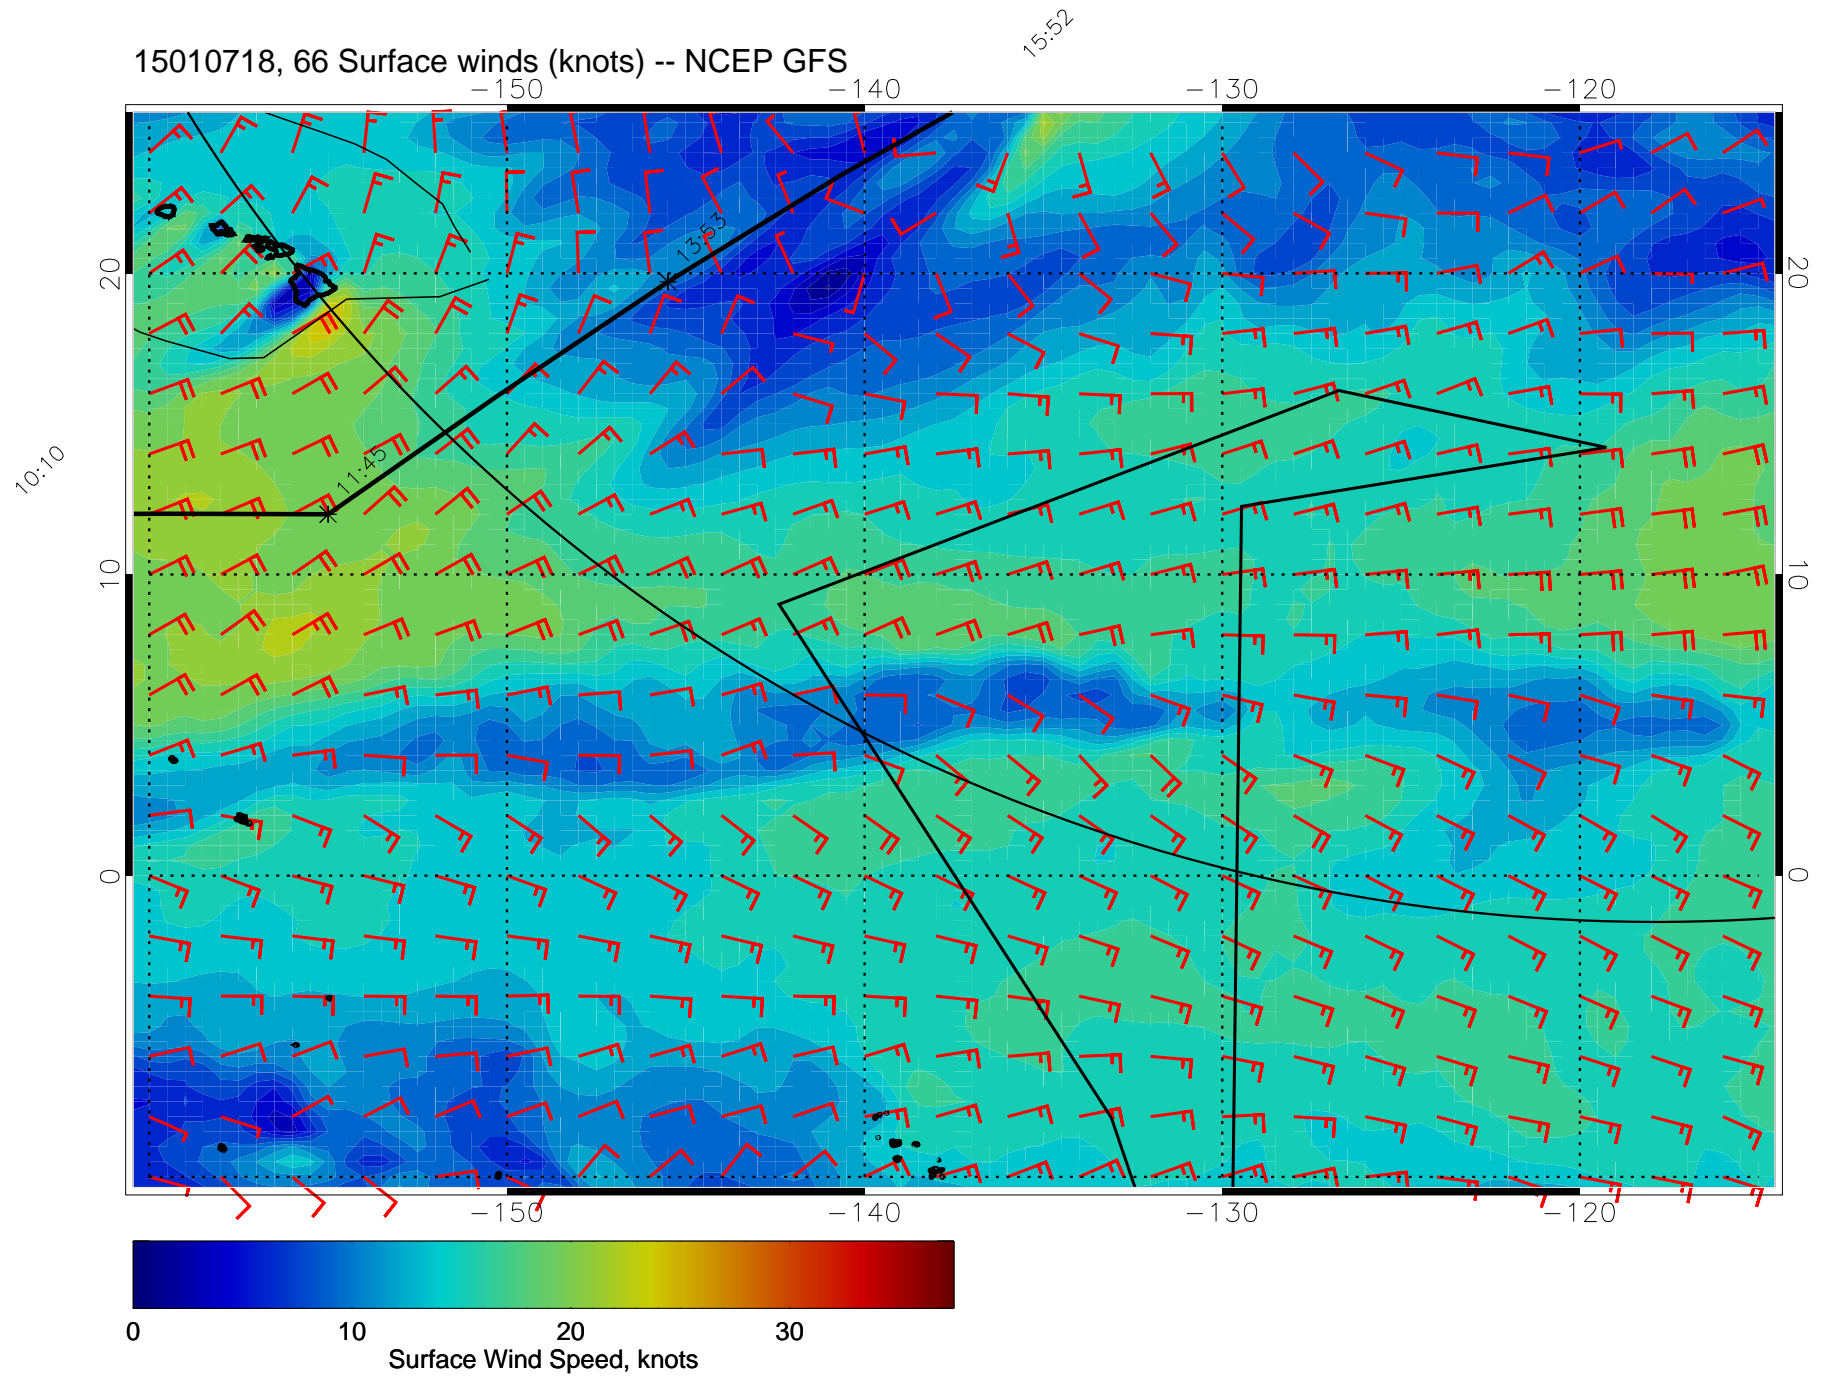 15:52
15010718, 66 Surface winds (knots) -- NCEP GFS
-150 -140 -130 -120
13:53
20 20
10:10
11:45
10 10
0 0
-150 -140 -130 -120
0 10 20 30
Surface Wind Speed, knots